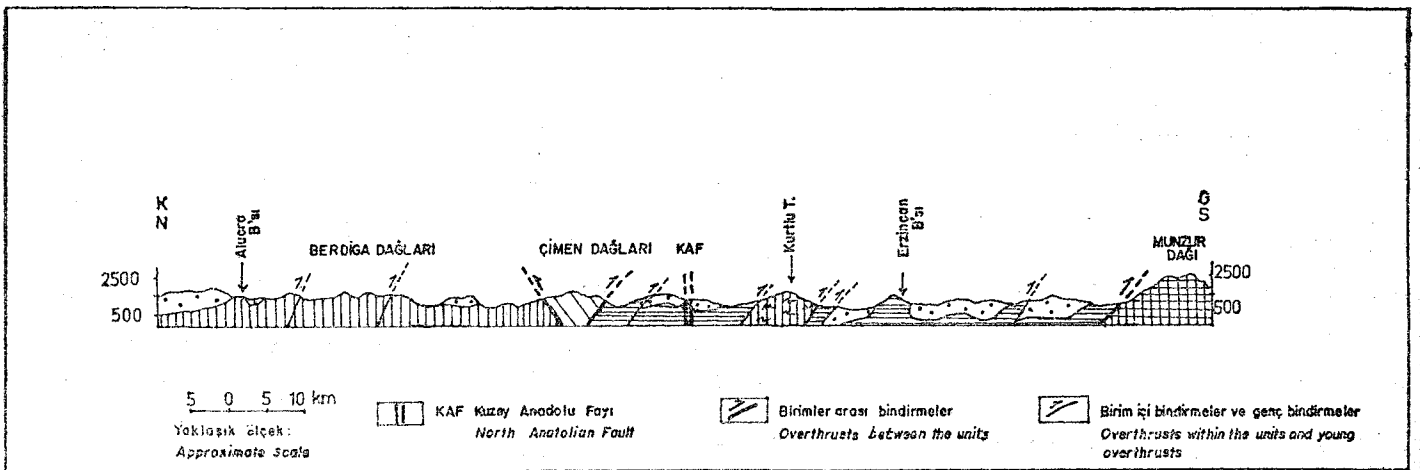 K
N
Alucra
B'sı
BERDİGA DAĞLARI
ÇİMEN DAĞLARI
KAF
Kurtlu T.
Erzincan
B'sı
G
S
MUNZUR
DAĞI
2500
500
2500
500
5 0 5 10 km
Yaklaşık ölçek:
Approximate Scala
KAF Kuzey Anadolu Fayı
North Anatolian Fault
Birimler arası bindirmeler
Overthrusts between the units
Birim içi bindirmeler ve genç bindirmeler
Overthrusts within the units and young
overthrusts